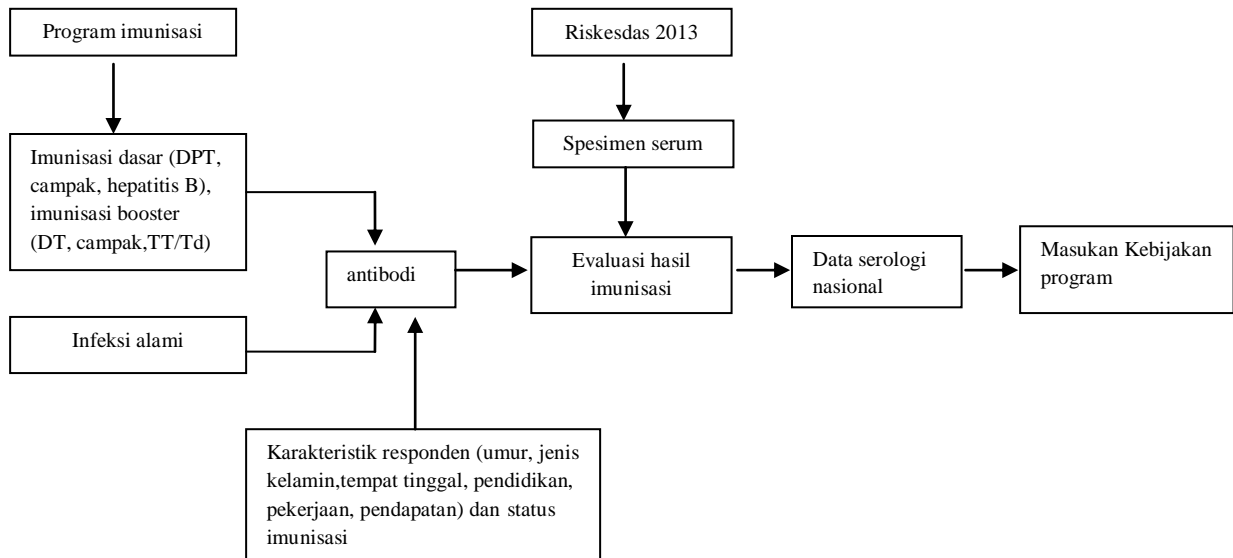 Program imunisasi
Riskesdas 2013
Imunisasi dasar (DPT,
campak, hepatitis B),
imunisasi booster
(DT, campak,TT/Td)
Spesimen serum
antibodi
Evaluasi hasil
imunisasi
Data serologi
nasional
Masukan Kebijakan
program
Infeksi alami
Karakteristik responden (umur, jenis
kelamin,tempat tinggal, pendidikan,
pekerjaan, pendapatan) dan status
imunisasi